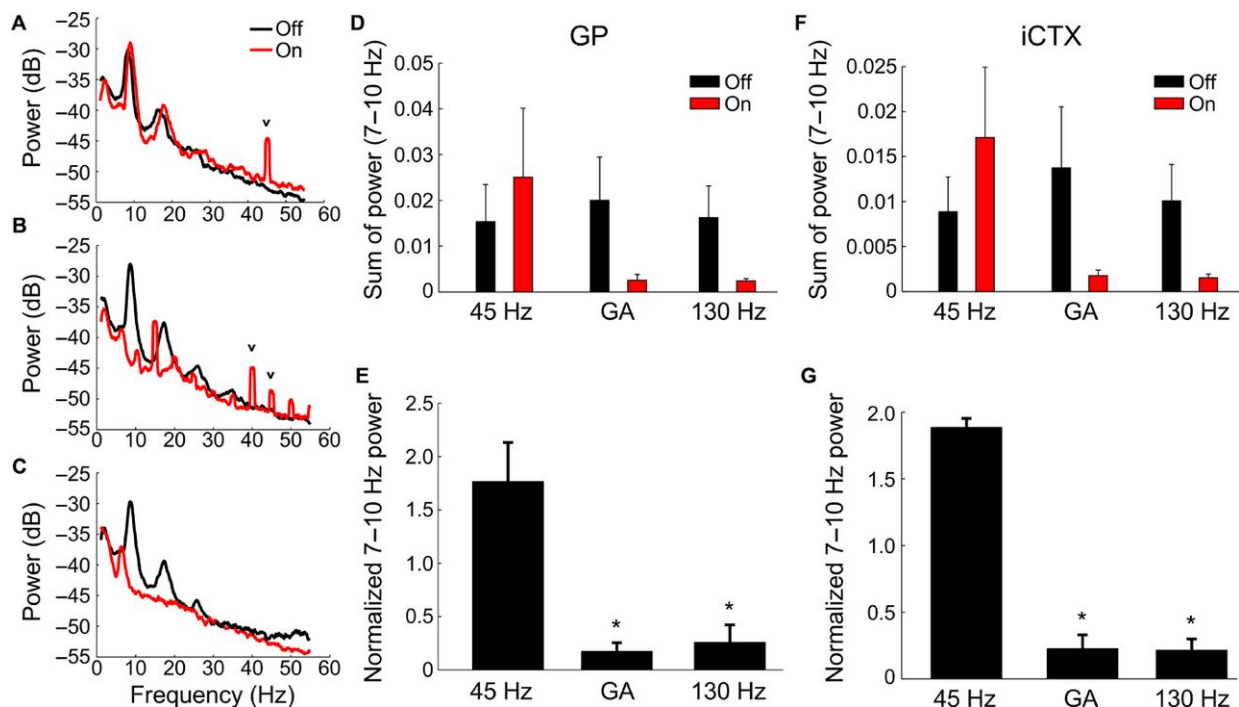 A
Off
On
Power (dB)
−25
−30
−35
−40
−45
−50
−55
v
0 10 20 30 40 50 60
B
Power (dB)
−25
−30
−35
−40
−45
−50
−55
v
v
0 10 20 30 40 50 60
C
Power (dB)
−25
−30
−35
−40
−45
−50
−55
0 10 20 30 40 50 60
Frequency (Hz)
D
GP
Off
On
Sum of power (7–10 Hz)
0.05
0.04
0.03
0.02
0.01
0
45 Hz GA 130 Hz
E
Normalized 7–10 Hz power
2.5
2.0
1.5
1.0
0.5
0
* *
45 Hz GA 130 Hz
F
iCTX
Off
On
Sum of power (7–10 Hz)
0.025
0.02
0.015
0.01
0.005
0
45 Hz GA 130 Hz
G
Normalized 7–10 Hz power
2.0
1.5
1.0
0.5
0
* *
45 Hz GA 130 Hz